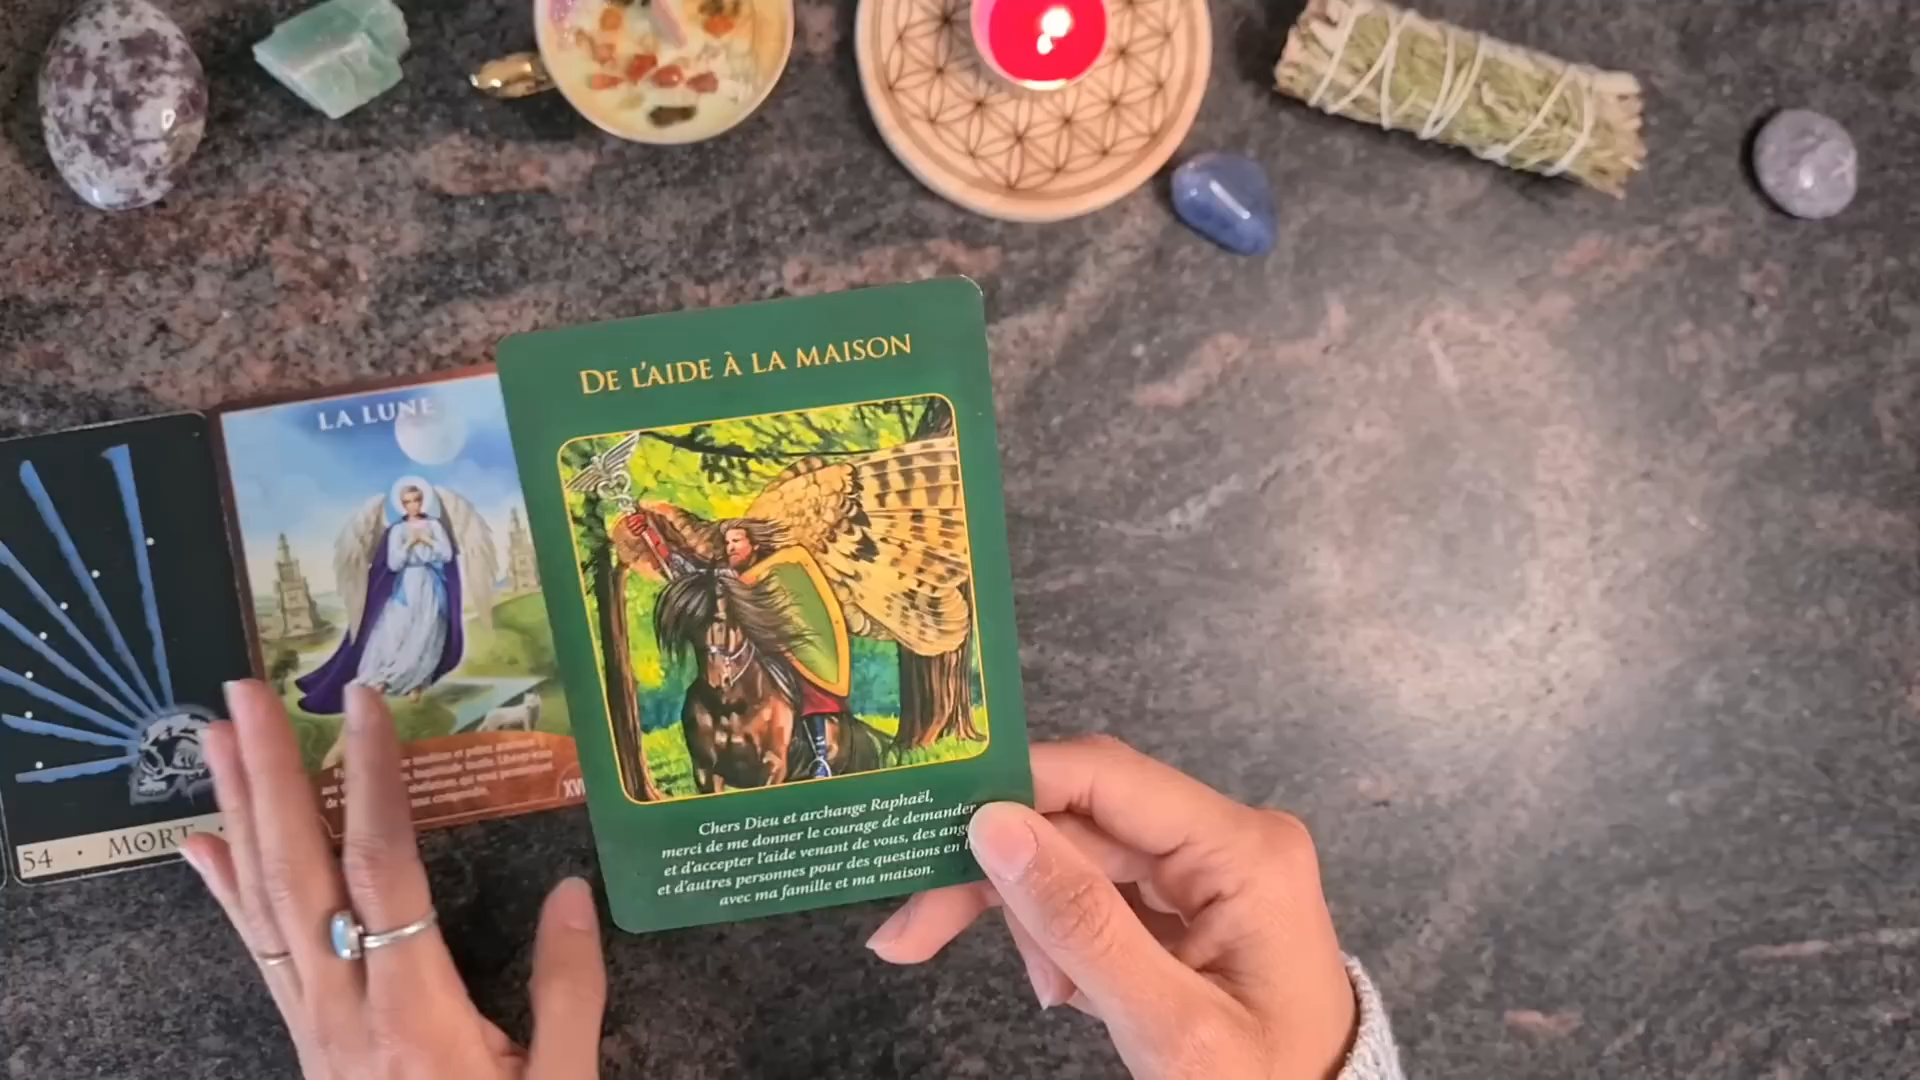 DE L'AIDE À LA MAISON
Chers Dieu et archange Raphaël,
merci de me donner le courage de demander
et d'accepter l'aide venant de vous, des ang
et d'autres personnes pour des questions en l
avec ma famille et ma maison.
LA LUNE
XVI
54 · MORT ·